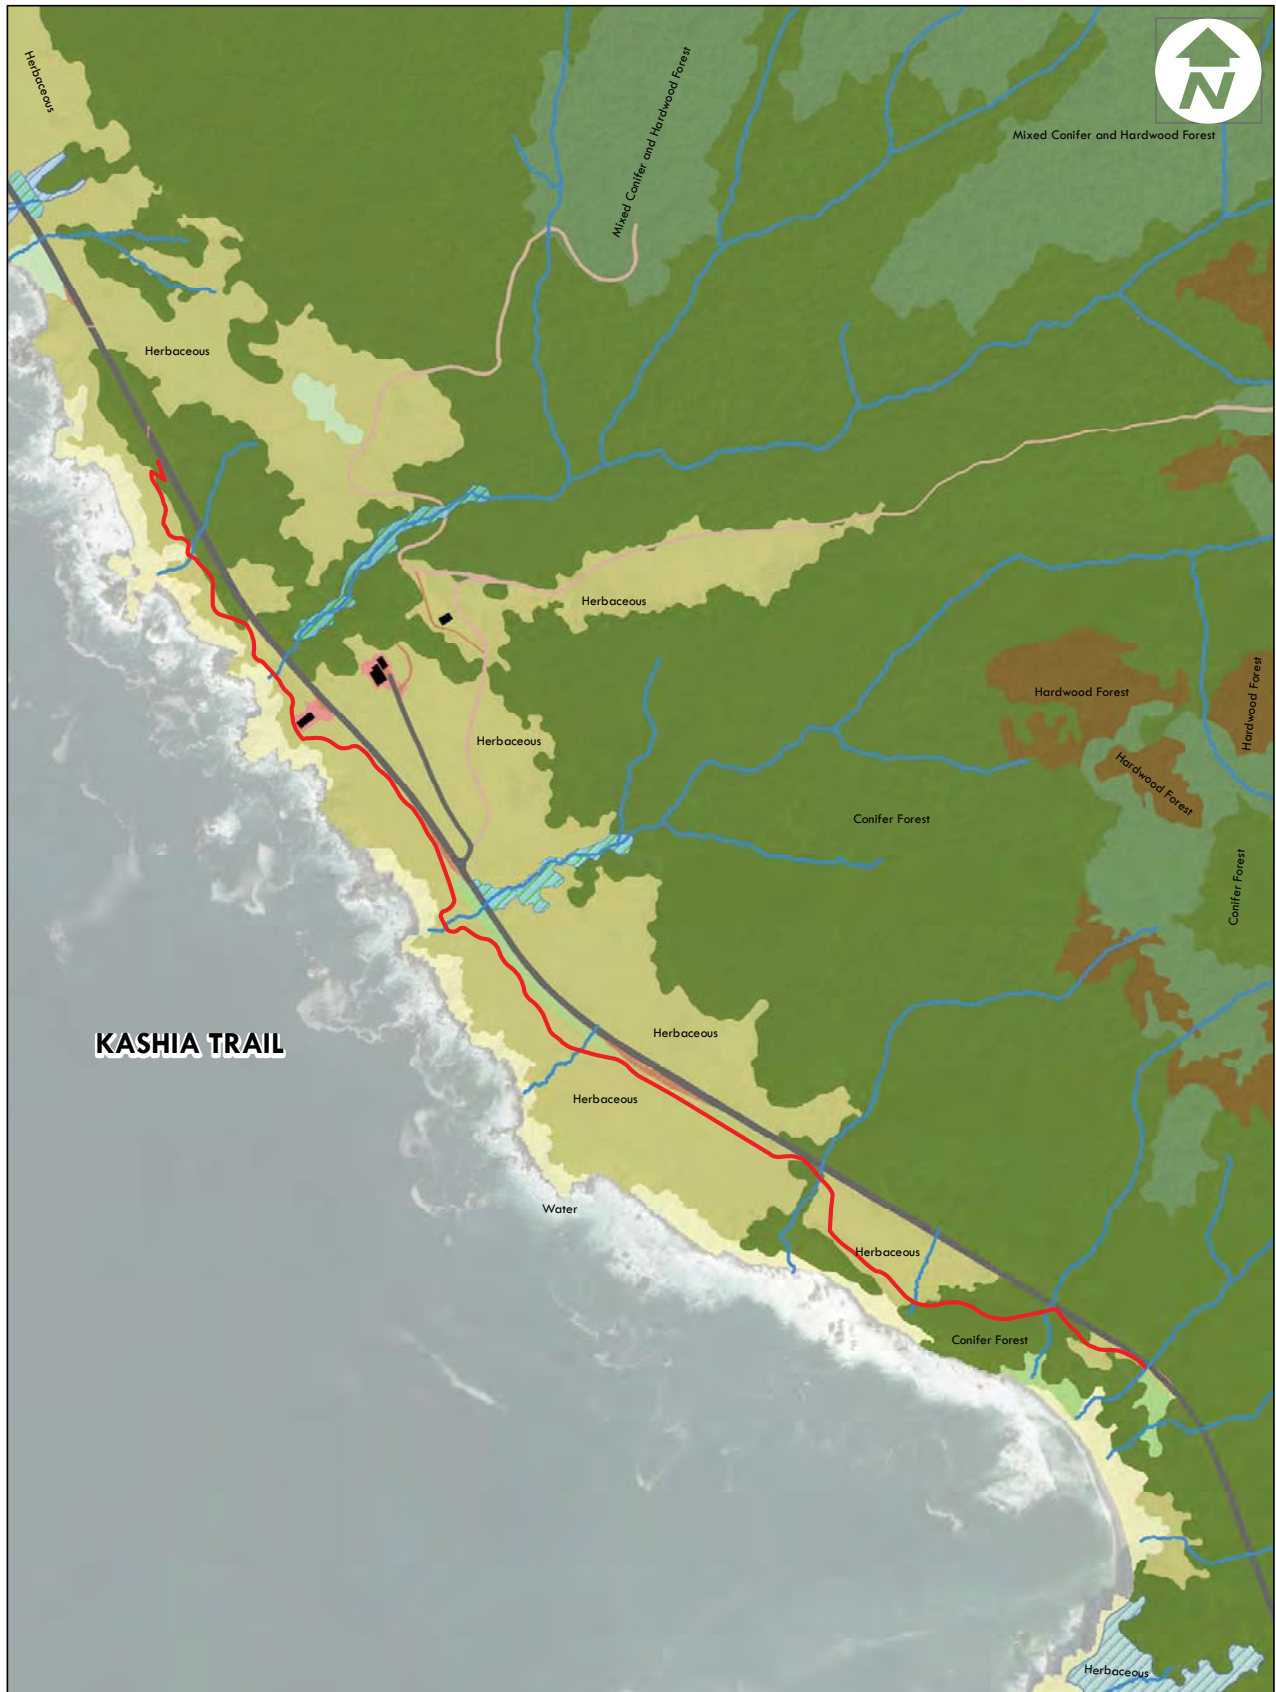 Herbaceous
Mixed Conifer and Hardwood Forest
N
Mixed Conifer and Hardwood Forest
Herbaceous
Herbaceous
Hardwood Forest
Hardwood Forest
Herbaceous
Hardwood Forest
Conifer Forest
Conifer Forest
KASHIA TRAIL
Herbaceous
Herbaceous
Water
Herbaceous
Conifer Forest
Herbaceous